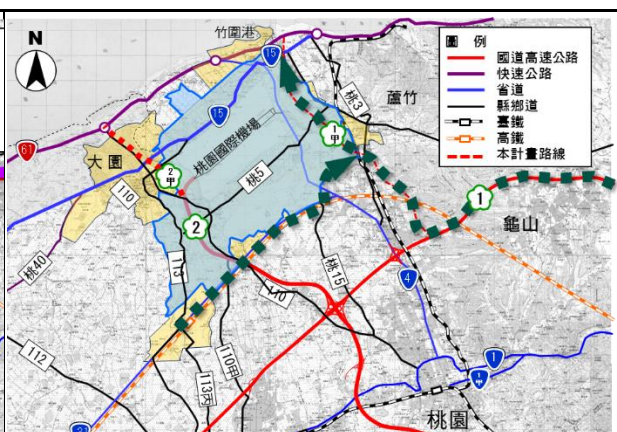 N
竹圍港
圖 例
國道高速公路
快速公路
省道
縣鄉道
臺鐵
高鐵
本計畫路線
15
桃3
蘆竹
15
1甲
桃園國際機場
61
大園
2甲
桃5
110
2
1
龜山
桃40
113
桃15
4
110
112
110甲
113丙
1
1甲
31
桃園